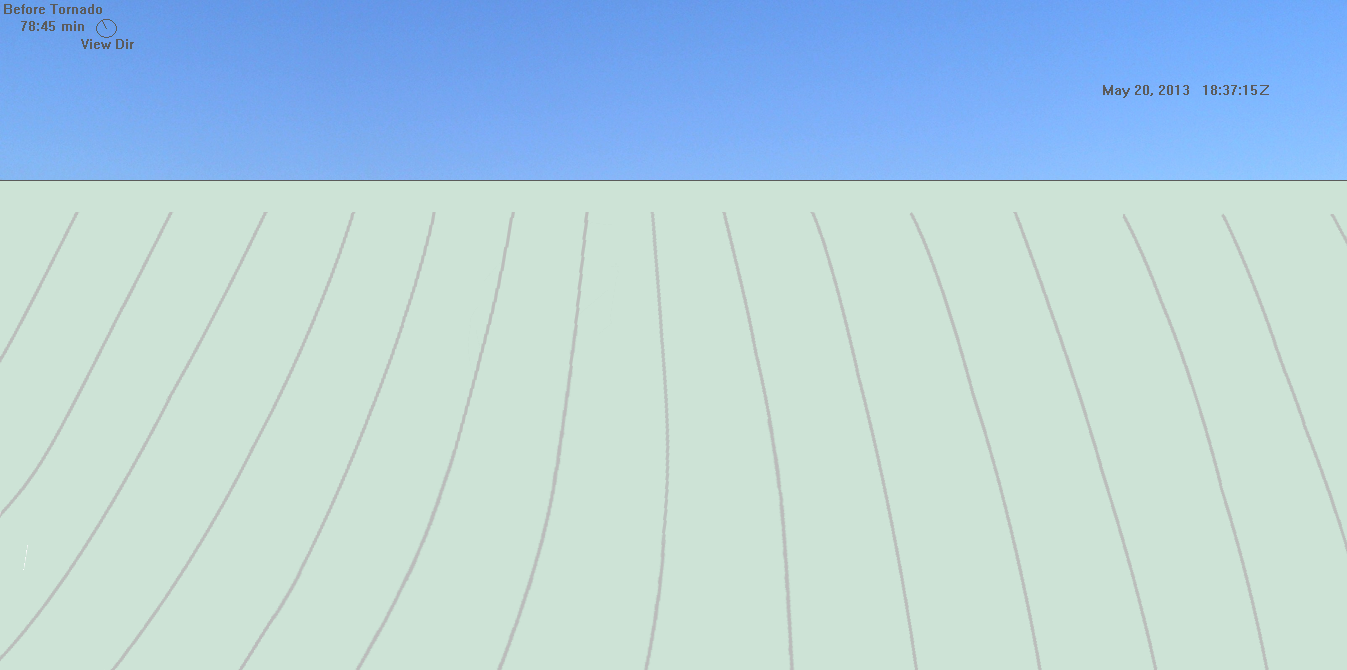 Before Tornado
78:45 min
View Dir
May 20, 2013 18:37:15Z